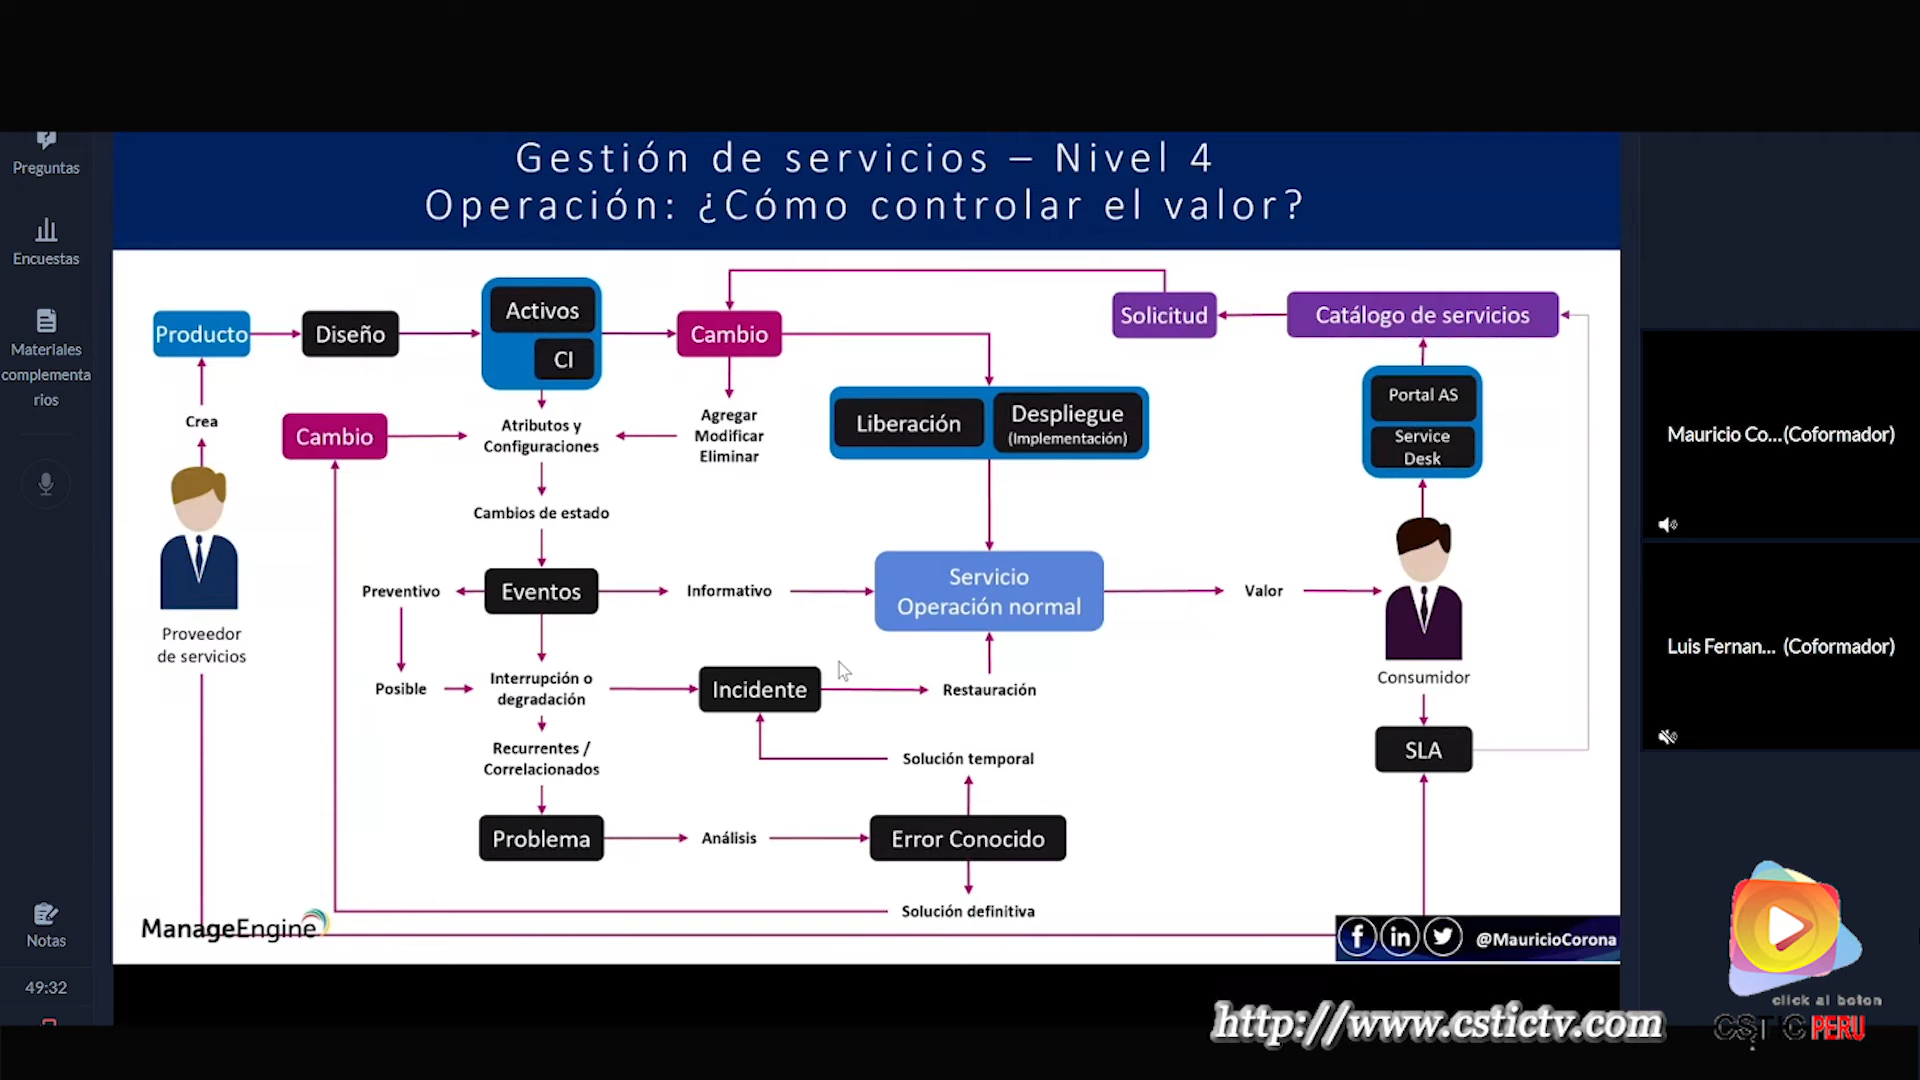 Gestión de servicios – Nivel 4
Operación: ¿Cómo controlar el valor?
Preguntas
Encuestas
Materiales
complementa
rios
Notas
49:32
Producto
Diseño
Activos
CI
Cambio
Solicitud
Catálogo de servicios
Crea
Cambio
Atributos y
Configuraciones
Agregar
Modificar
Eliminar
Liberación
Despliegue
(Implementación)
Portal AS
Service
Desk
Cambios de estado
Preventivo
Eventos
Informativo
Servicio
Operación normal
Valor
Proveedor
de servicios
Consumidor
Posible
Interrupción o
degradación
Incidente
Restauración
Recurrentes /
Correlacionados
Solución temporal
SLA
Problema
Análisis
Error Conocido
Solución definitiva
ManageEngine
@MauricioCorona
Mauricio Co...(Coformador)
Luis Fernan... (Coformador)
click al boton
CSTIC PERU
http://www.cstictv.com